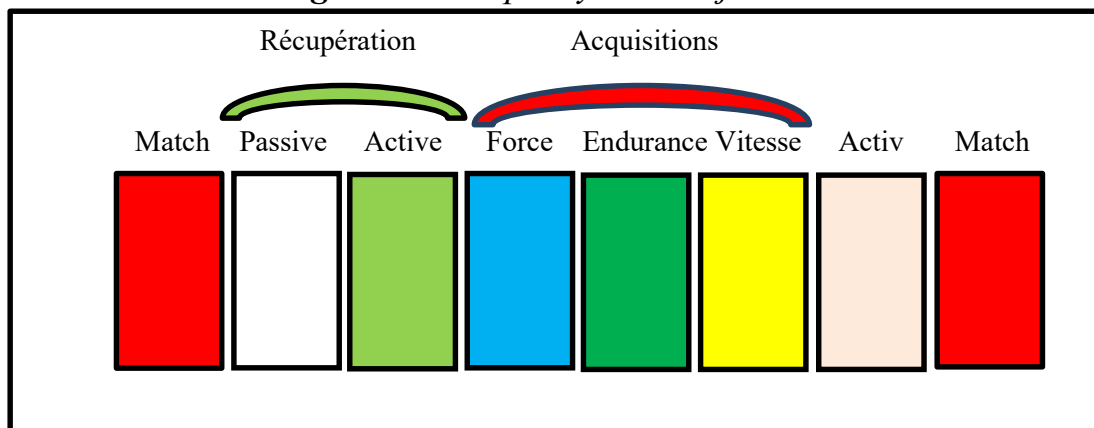 Récupération Acquisitions
Match Passive Active Force Endurance Vitesse Activ Match